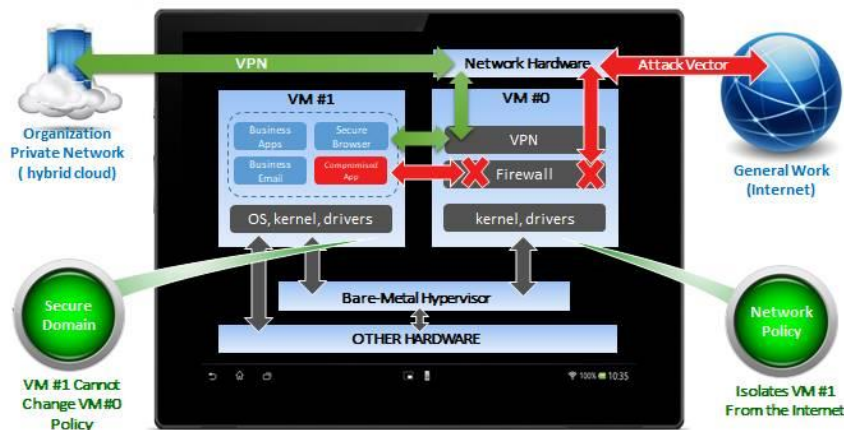 VPN
Network Hardware
Attack Vector
VM #1
VM #0
Business
Apps
Secure
Browser
VPN
Business
Email
Compromised
App
Firewall
OS, kernel, drivers
kernel, drivers
Organization
Private Network
( hybrid cloud)
General Work
(Internet)
Bare-Metal Hypervisor
OTHER HARDWARE
Secure
Domain
Network
Policy
100% 10:35
VM #1 Cannot
Change VM #0
Policy
Isolates VM #1
From the Internet